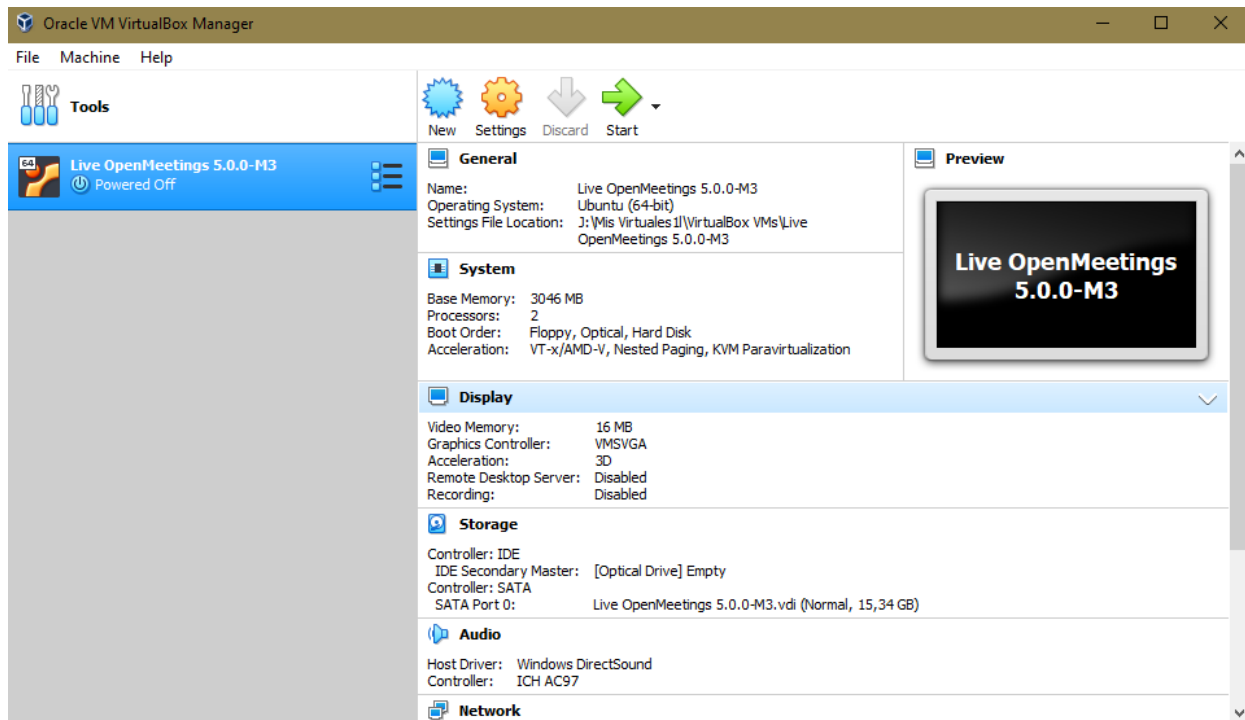 Oracle VM VirtualBox Manager
File Machine Help
Tools
New Settings Discard Start
64
Live OpenMeetings 5.0.0-M3
Powered Off
General
Name: Live OpenMeetings 5.0.0-M3
Operating System: Ubuntu (64-bit)
Settings File Location: J:\Mis Virtuales1l\VirtualBox VMs\Live
OpenMeetings 5.0.0-M3
Preview
Live OpenMeetings
5.0.0-M3
System
Base Memory: 3046 MB
Processors: 2
Boot Order: Floppy, Optical, Hard Disk
Acceleration: VT-x/AMD-V, Nested Paging, KVM Paravirtualization
Display
Video Memory: 16 MB
Graphics Controller: VMSVGA
Acceleration: 3D
Remote Desktop Server: Disabled
Recording: Disabled
Storage
Controller: IDE
IDE Secondary Master: [Optical Drive] Empty
Controller: SATA
SATA Port 0: Live OpenMeetings 5.0.0-M3.vdi (Normal, 15,34 GB)
Audio
Host Driver: Windows DirectSound
Controller: ICH AC97
Network